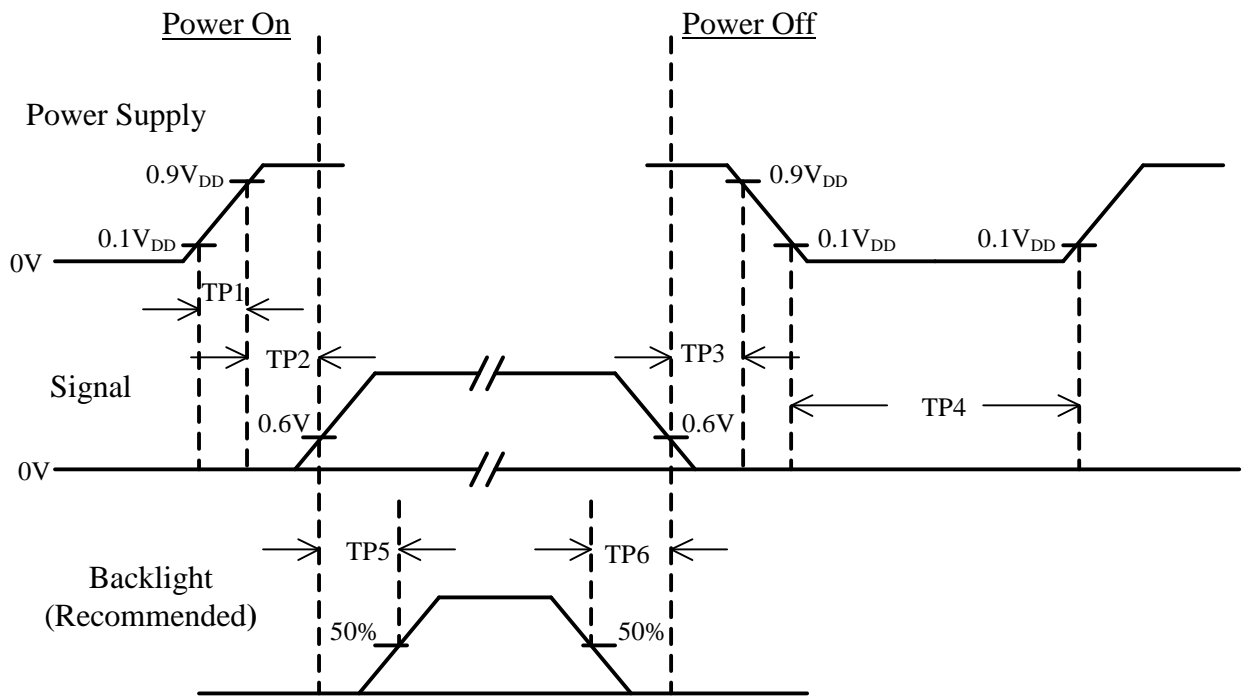 Power On
Power Off
Power Supply
0.9VDD
0.9VDD
0.1VDD
0.1VDD
0.1VDD
0V
TP1
TP2
TP3
Signal
TP4
0.6V
0.6V
0V
TP5
TP6
Backlight
(Recommended)
50%
50%